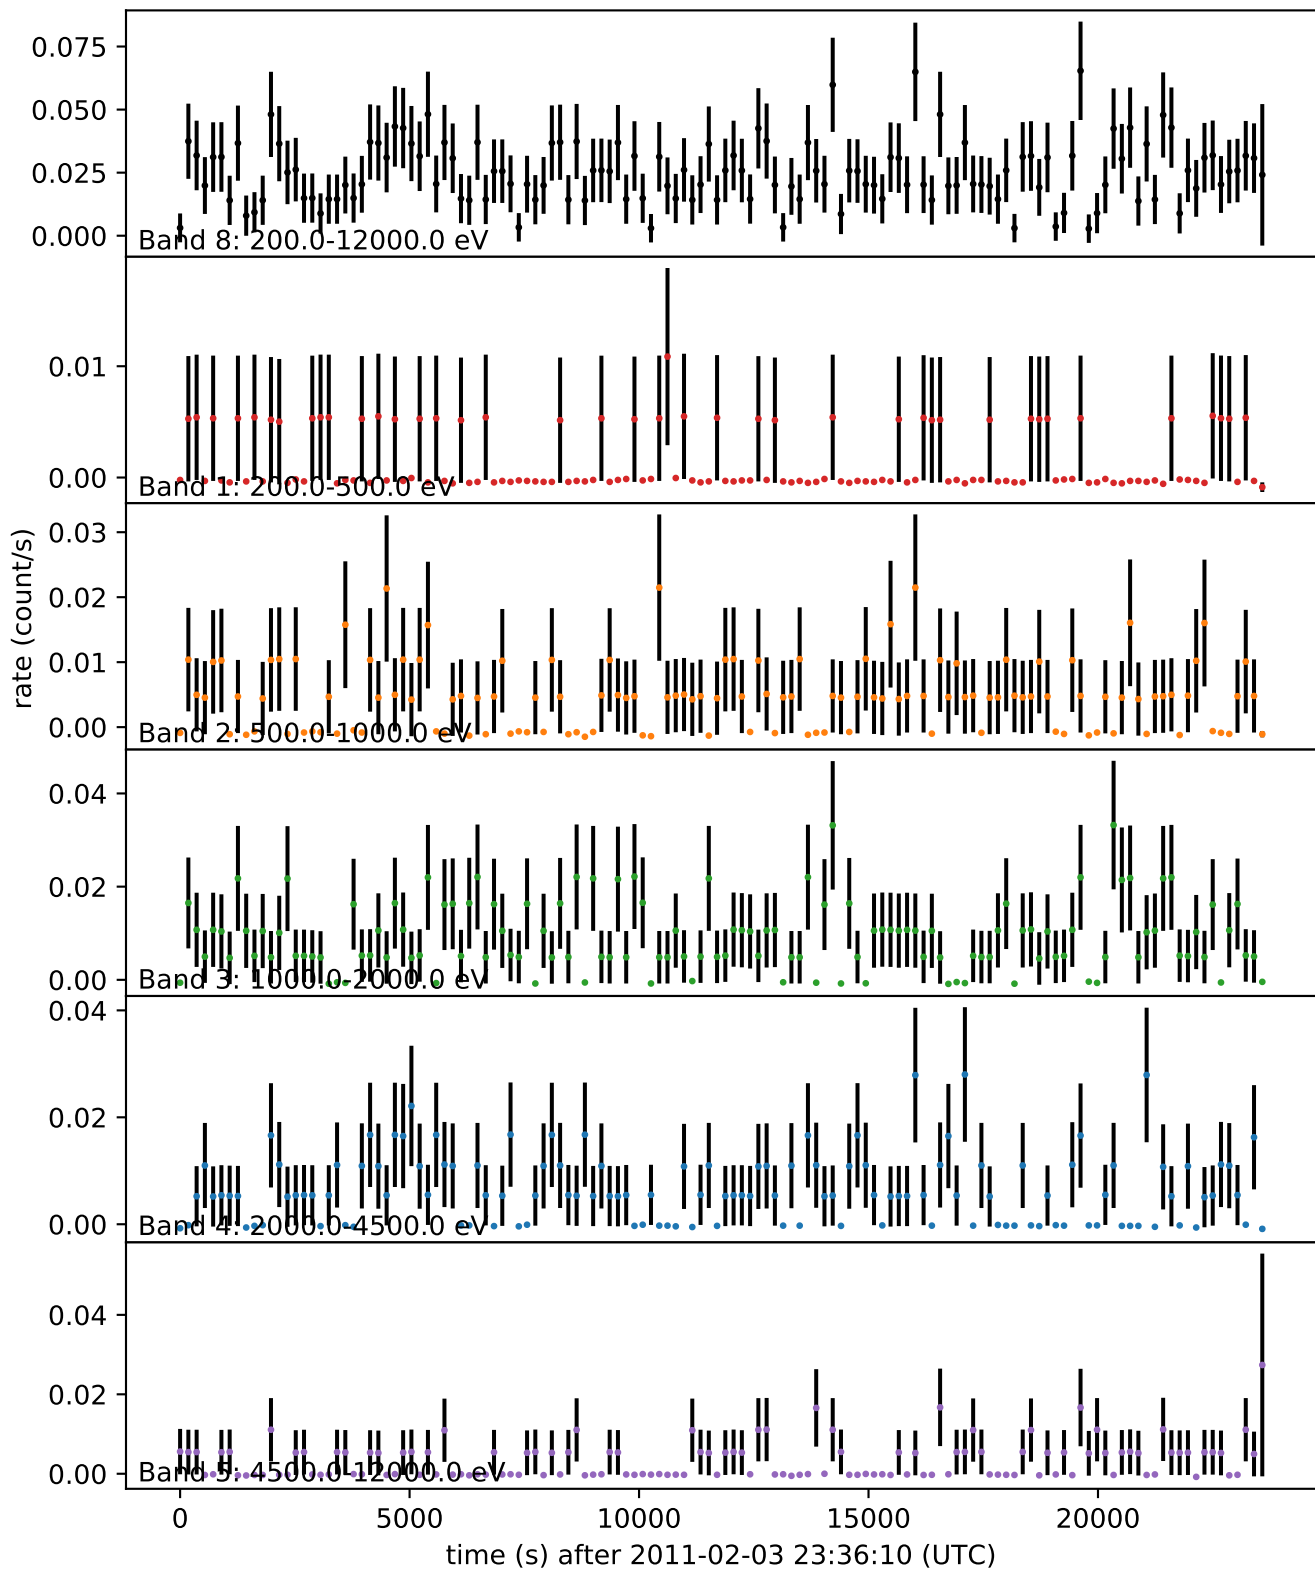 0.075
0.050
0.025
0.000
Band 8: 200.0-12000.0 eV
0.01
0.00
Band 1: 200.0-500.0 eV
0.03
0.02
0.01
0.00
Band 2: 500.0-1000.0 eV
rate (count/s)
0.04
0.02
0.00
Band 3: 1000.0-2000.0 eV
0.04
0.02
0.00
Band 4: 2000.0-4500.0 eV
0.04
0.02
0.00
Band 5: 4500.0-12000.0 eV
0 5000 10000 15000 20000
time (s) after 2011-02-03 23:36:10 (UTC)